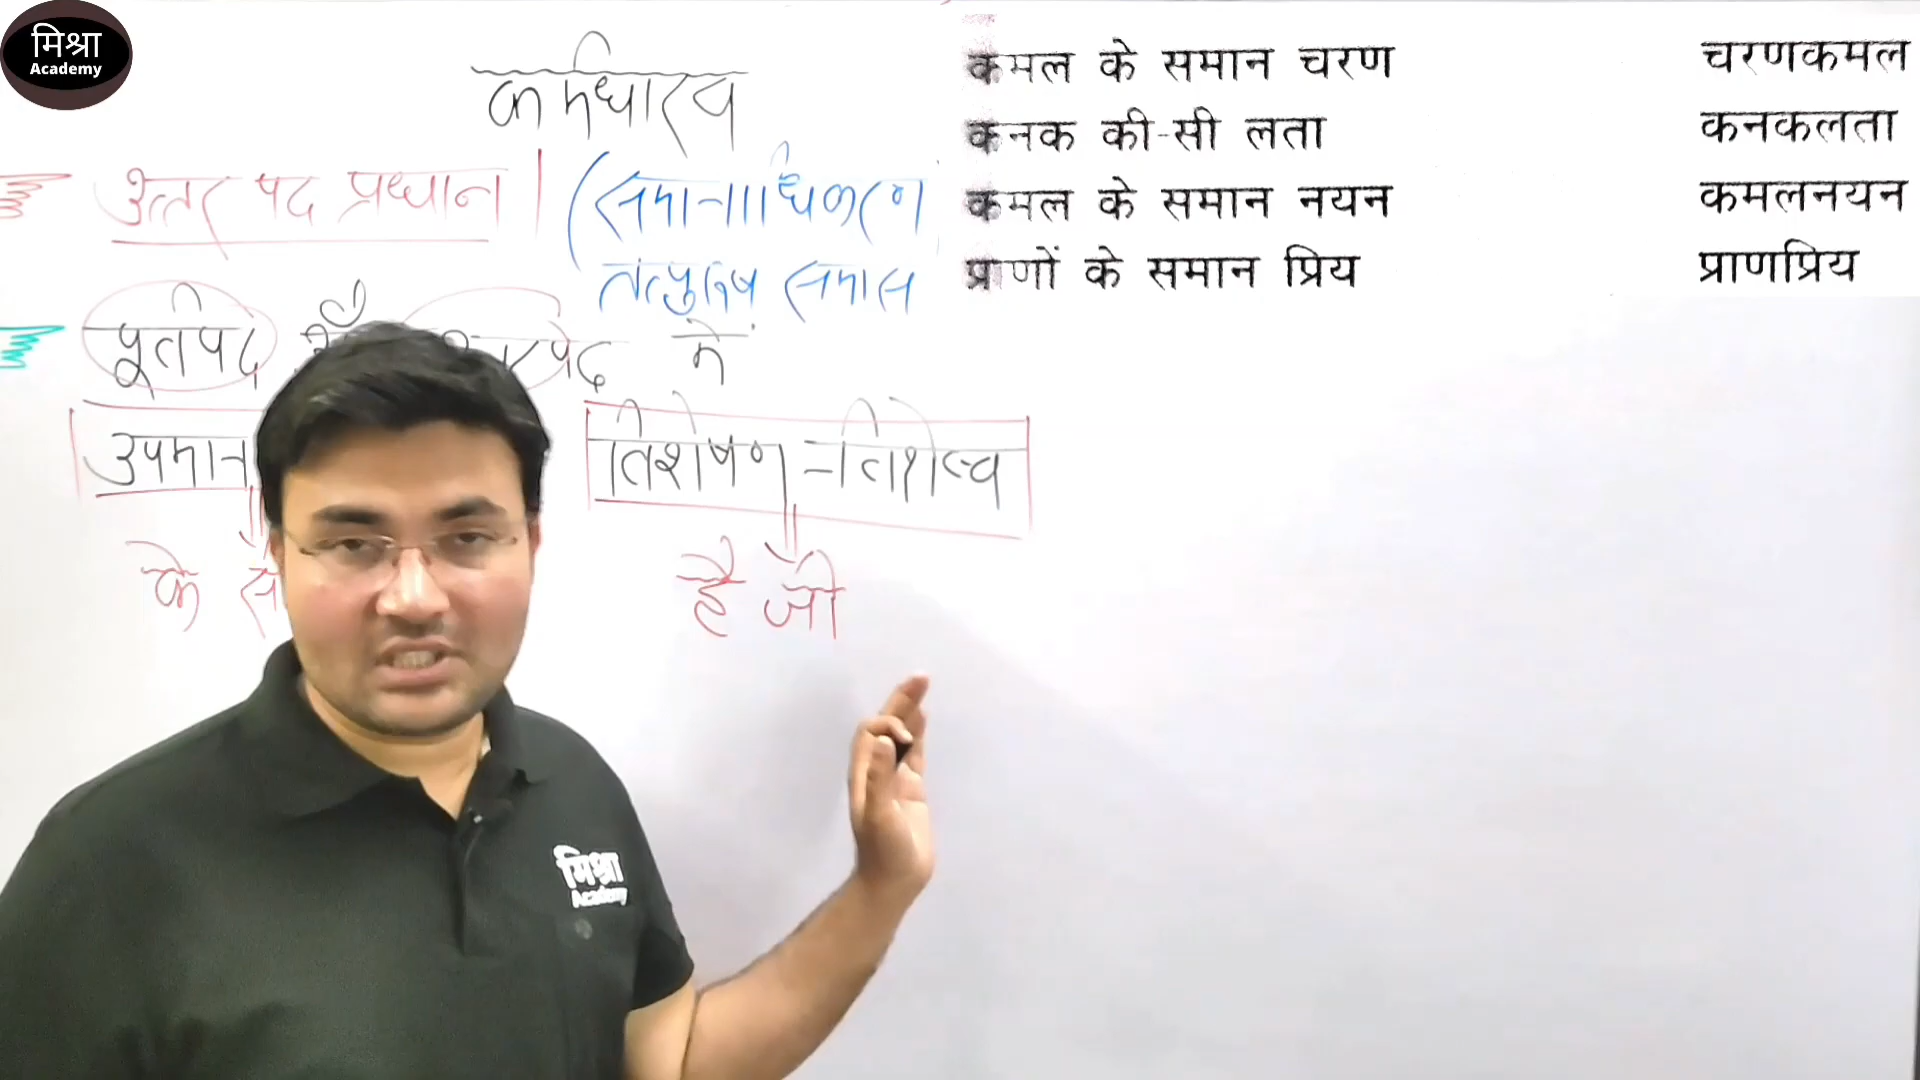 मिश्रा
Academy
कर्मधारय
उत्तर पद प्रधान | (समानाधिकरण
तत्पुरुष समास
पूर्वपद में
उपमान
विशेषण – विशेष्य
के
है जो
कमल के समान चरण चरणकमल
कनक की-सी लता कनकलता
कमल के समान नयन कमलनयन
प्राणों के समान प्रिय प्राणप्रिय
मिश्रा
Academy